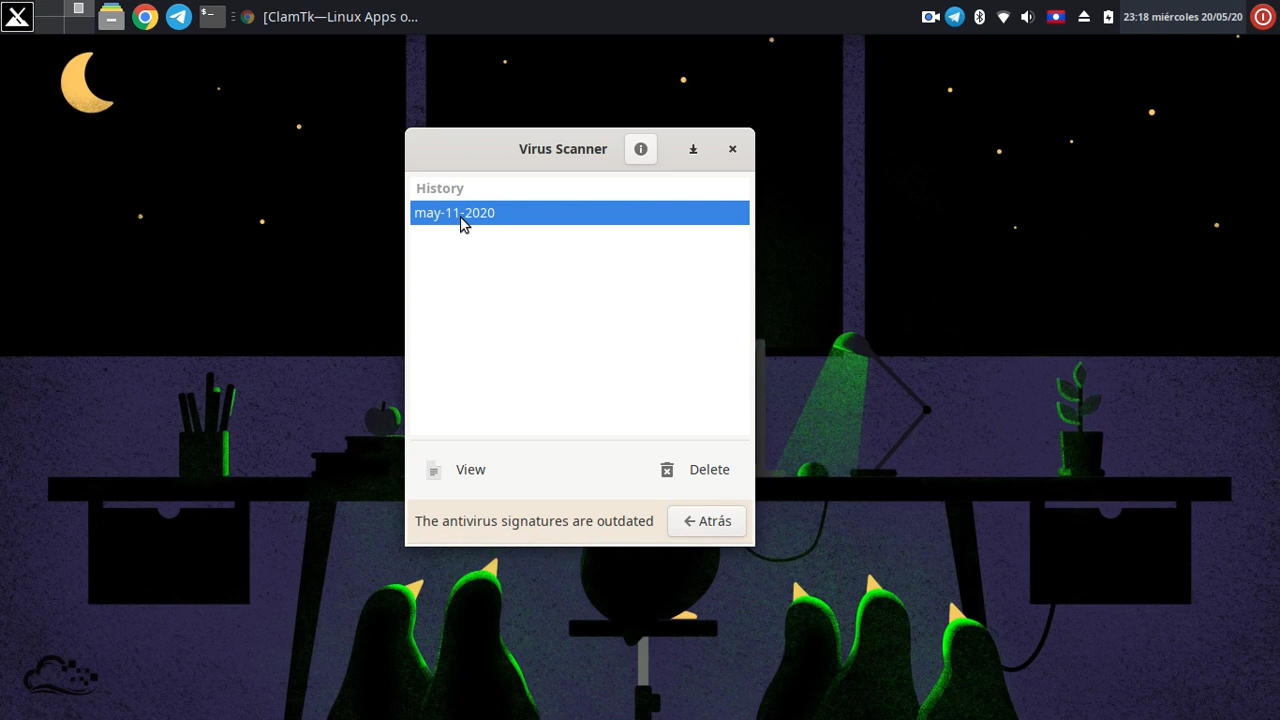 [ClamTk—Linux Apps o...
23:18 miércoles 20/05/20
Virus Scanner
History
may-11-2020
View
Delete
The antivirus signatures are outdated
Atrás